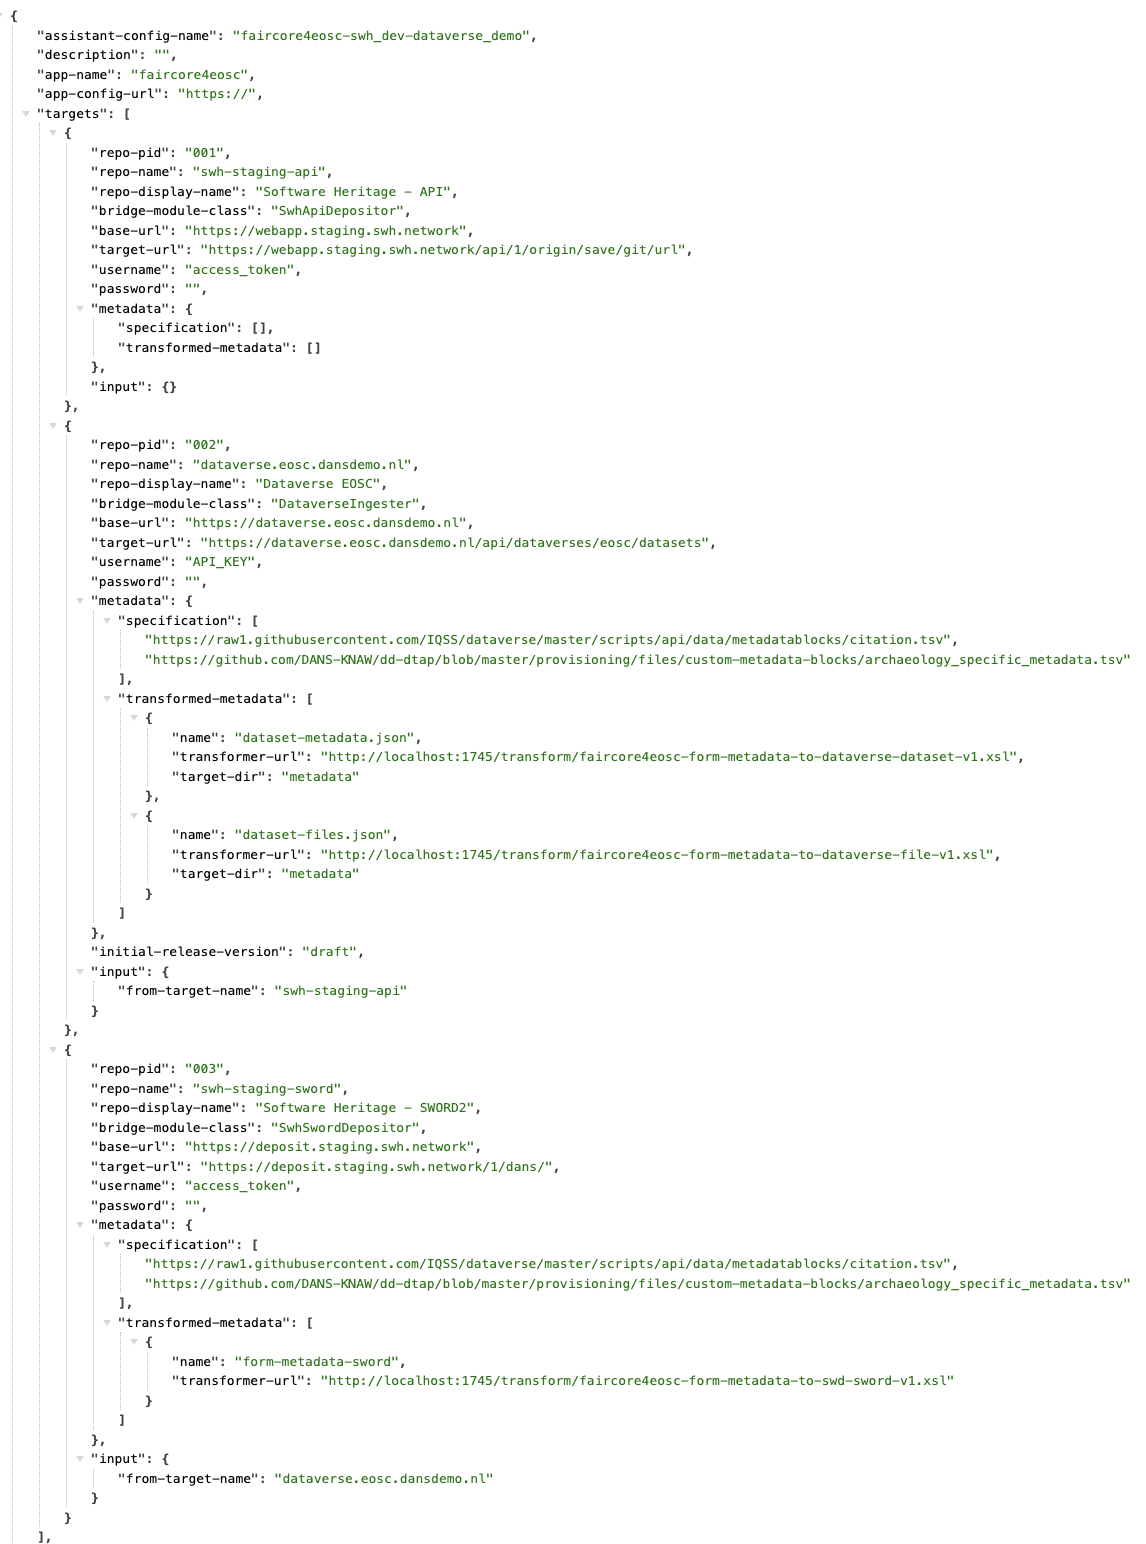 {
"assistant-config-name": "faircore4eosc-swh_dev-dataverse_demo",
"description": "",
"app-name": "faircore4eosc",
"app-config-url": "https://",
"targets": [
{
"repo-pid": "001",
"repo-name": "swh-staging-api",
"repo-display-name": "Software Heritage - API",
"bridge-module-class": "SwhApiDepositor",
"base-url": "https://webapp.staging.swh.network",
"target-url": "https://webapp.staging.swh.network/api/1/origin/save/git/url",
"username": "access_token",
"password": "",
"metadata": {
"specification": [],
"transformed-metadata": []
},
"input": {}
},
{
"repo-pid": "002",
"repo-name": "dataverse.eosc.dansdemo.nl",
"repo-display-name": "Dataverse EOSC",
"bridge-module-class": "DataverseIngester",
"base-url": "https://dataverse.eosc.dansdemo.nl",
"target-url": "https://dataverse.eosc.dansdemo.nl/api/dataverses/eosc/datasets",
"username": "API_KEY",
"password": "",
"metadata": {
"specification": [
"https://raw1.githubusercontent.com/IQSS/dataverse/master/scripts/api/data/metadatablocks/citation.tsv",
"https://github.com/DANS-KNAW/dd-dtap/blob/master/provisioning/files/custom-metadata-blocks/archaeology_specific_metadata.tsv"
],
"transformed-metadata": [
{
"name": "dataset-metadata.json",
"transformer-url": "http://localhost:1745/transform/faircore4eosc-form-metadata-to-dataverse-dataset-v1.xsl",
"target-dir": "metadata"
},
{
"name": "dataset-files.json",
"transformer-url": "http://localhost:1745/transform/faircore4eosc-form-metadata-to-dataverse-file-v1.xsl",
"target-dir": "metadata"
}
]
},
"initial-release-version": "draft",
"input": {
"from-target-name": "swh-staging-api"
}
},
{
"repo-pid": "003",
"repo-name": "swh-staging-sword",
"repo-display-name": "Software Heritage - SWORD2",
"bridge-module-class": "SwhSwordDepositor",
"base-url": "https://deposit.staging.swh.network",
"target-url": "https://deposit.staging.swh.network/1/dans/",
"username": "access_token",
"password": "",
"metadata": {
"specification": [
"https://raw1.githubusercontent.com/IQSS/dataverse/master/scripts/api/data/metadatablocks/citation.tsv",
"https://github.com/DANS-KNAW/dd-dtap/blob/master/provisioning/files/custom-metadata-blocks/archaeology_specific_metadata.tsv"
],
"transformed-metadata": [
{
"name": "form-metadata-sword",
"transformer-url": "http://localhost:1745/transform/faircore4eosc-form-metadata-to-swd-sword-v1.xsl"
}
]
},
"input": {
"from-target-name": "dataverse.eosc.dansdemo.nl"
}
}
],